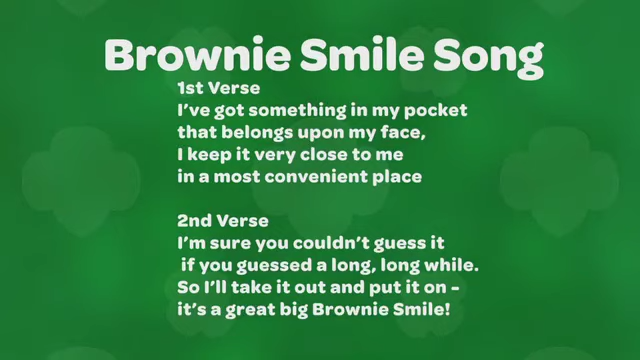 Brownie Smile Song
1st Verse
I've got something in my pocket
that belongs upon my face,
I keep it very close to me
in a most convenient place
2nd Verse
I'm sure you couldn't guess it
if you guessed a long, long while.
So I'll take it out and put it on -
it's a great big Brownie Smile!